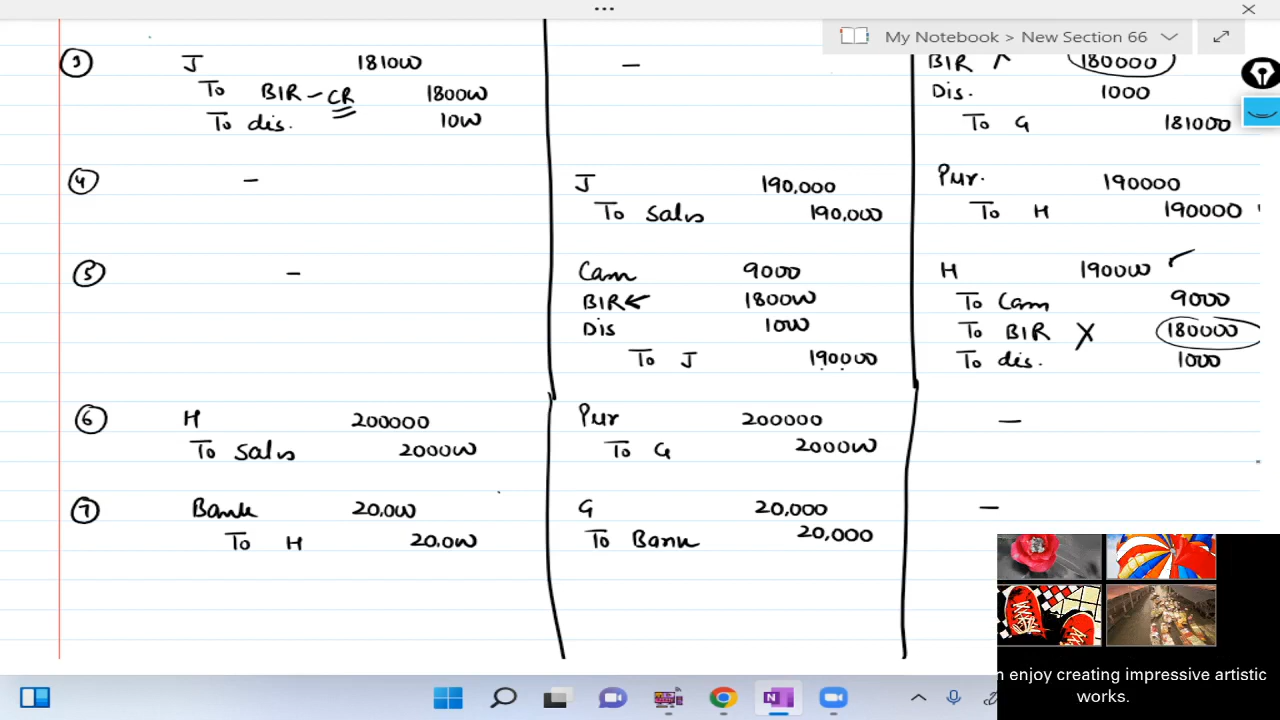 My Notebook > New Section 66
3 J 181000
To BIR - CR 180000
To dis. 1000
—
BIR 180000
Dis. 1000
To G 181000
4 —
J 190,000
To Sales 190,000
Pur. 190000
To H 190000
5 —
Cash 9000
BIR ← 180000
Dis 1000
To J 190000
H 190000 ✓
To Cash 9000
To BIR X 180000
To dis. 1000
6 H 200000
To Sales 200000
Pur 200000
To G 200000
—
7 Bank 20,000
To H 20,000
G 20,000
To Bank 20,000
—
n enjoy creating impressive artistic
works.